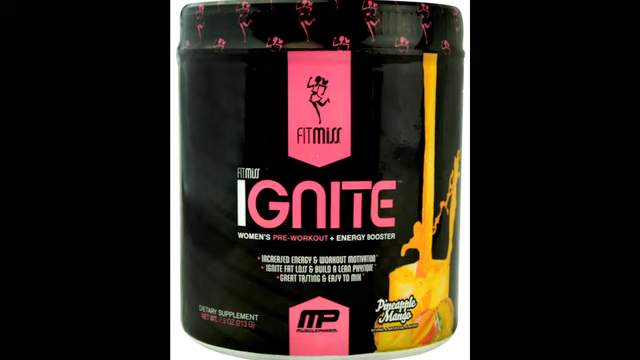 FITMISS
FITMISS
IGNITE™
WOMEN'S PRE-WORKOUT + ENERGY BOOSTER
• INCREASED ENERGY & WORKOUT MOTIVATION*
• IGNITE FAT LOSS & BUILD A LEAN PHYSIQUE*
• GREAT TASTING & EASY TO MIX*
Pineapple
Mango
DIETARY SUPPLEMENT
NET WT. 7.5 OZ (213 G)
MP
MUSCLEPHARM